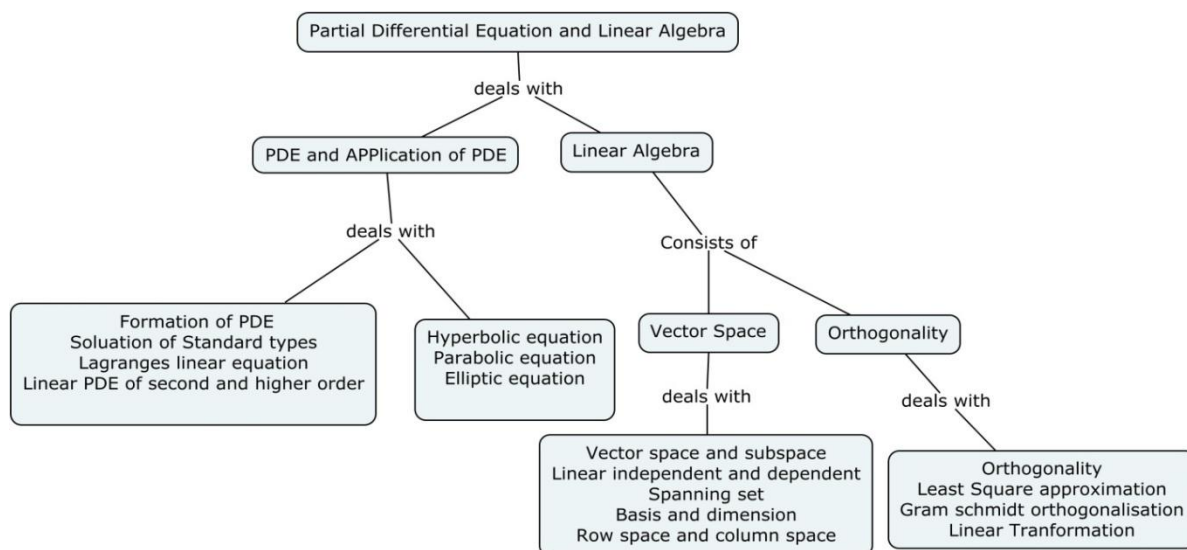 Partial Differential Equation and Linear Algebra
deals with
PDE and APPlication of PDE
Linear Algebra
deals with
Consists of
Formation of PDE
Soluation of Standard types
Lagranges linear equation
Linear PDE of second and higher order
Hyperbolic equation
Parabolic equation
Elliptic equation
Vector Space
Orthogonality
deals with
deals with
Vector space and subspace
Linear independent and dependent
Spanning set
Basis and dimension
Row space and column space
Orthogonality
Least Square approximation
Gram schmidt orthogonalisation
Linear Tranformation